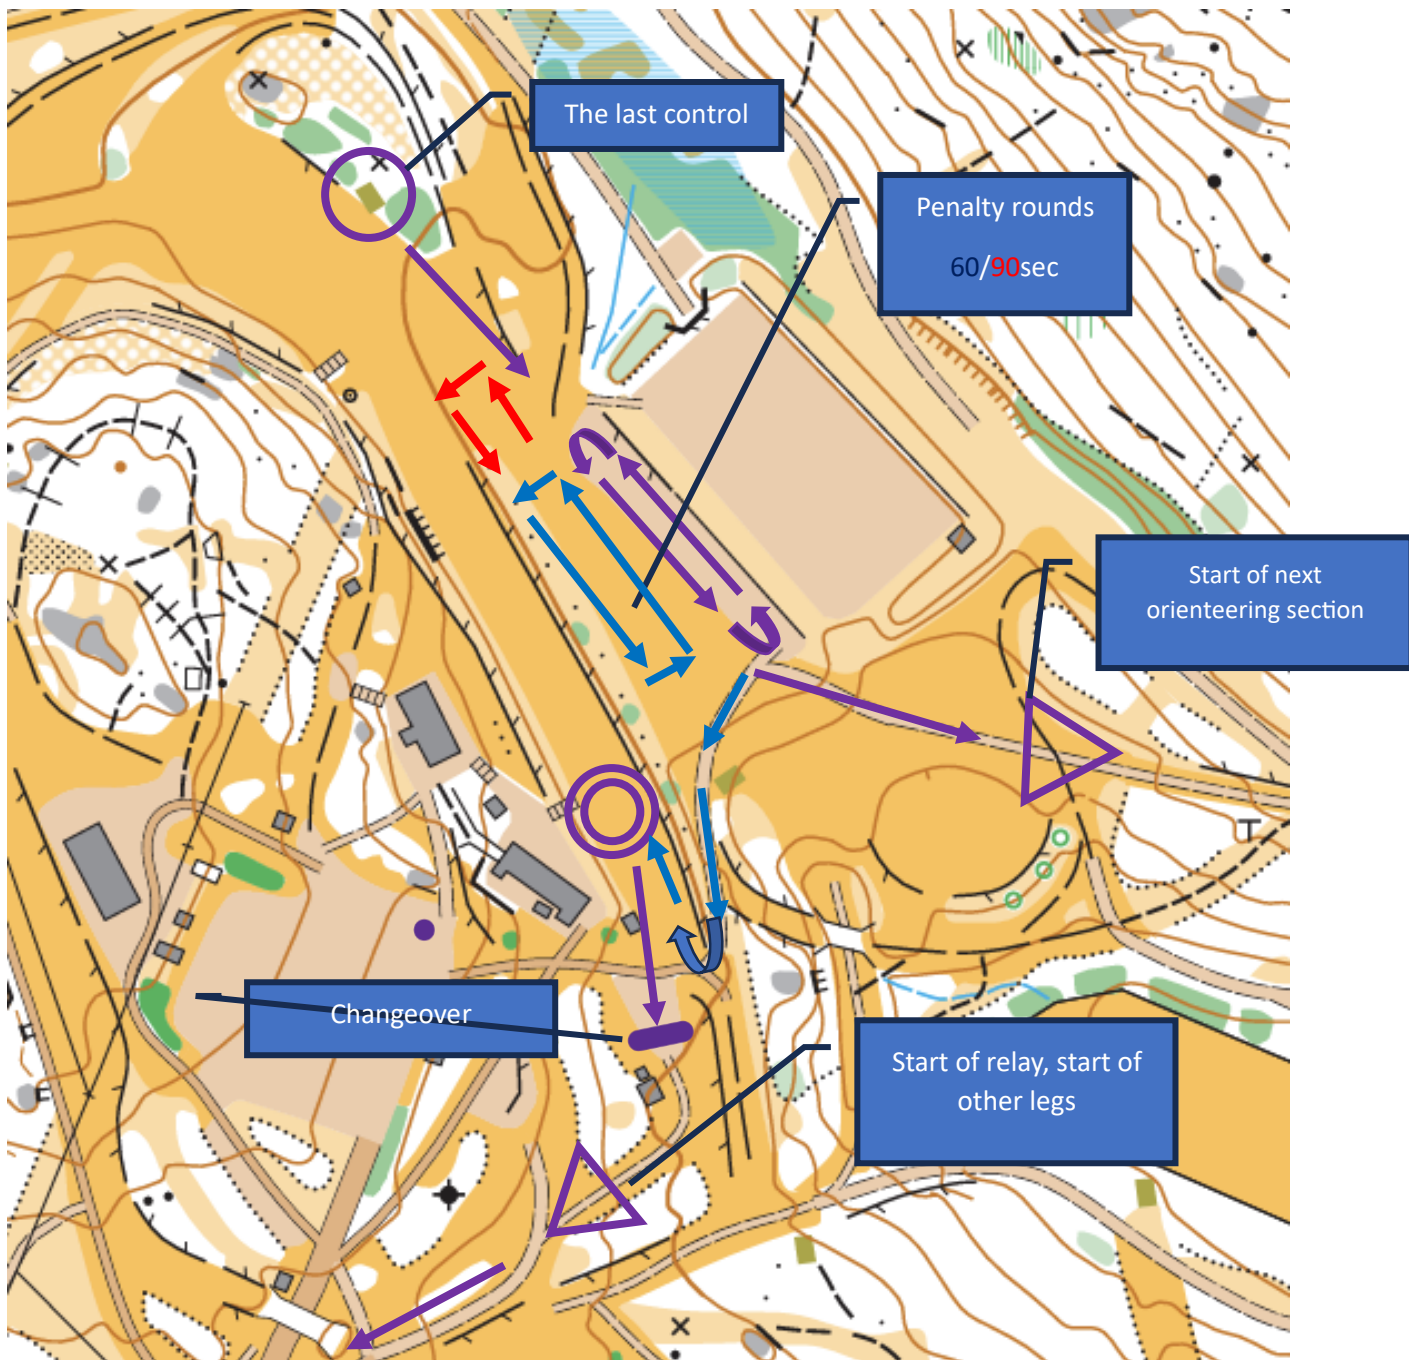 The last control
Penalty rounds
60/90sec
Start of next
orienteering section
Changeover
Start of relay, start of
other legs